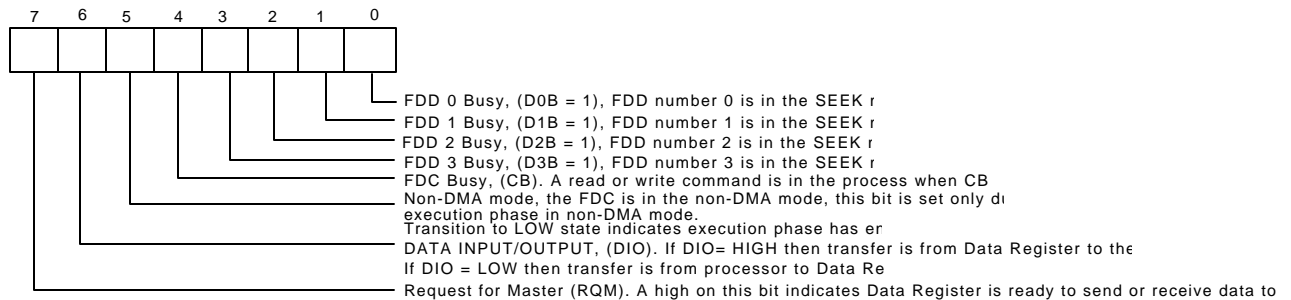 7 6 5 4 3 2 1 0
FDD 0 Busy, (D0B = 1), FDD number 0 is in the SEEK
FDD 1 Busy, (D1B = 1), FDD number 1 is in the SEEK
FDD 2 Busy, (D2B = 1), FDD number 2 is in the SEEK
FDD 3 Busy, (D3B = 1), FDD number 3 is in the SEEK
FDC Busy, (CB). A read or write command is in the process when CB
Non-DMA mode, the FDC is in the non-DMA mode, this bit is set only
execution phase in non-DMA mode.
Transition to LOW state indicates execution phase has
DATA INPUT/OUTPUT, (DIO). If DIO= HIGH then transfer is from Data Register to the
If DIO = LOW then transfer is from processor to Data Re
Request for Master (RQM). A high on this bit indicates Data Register is ready to send or receive data to